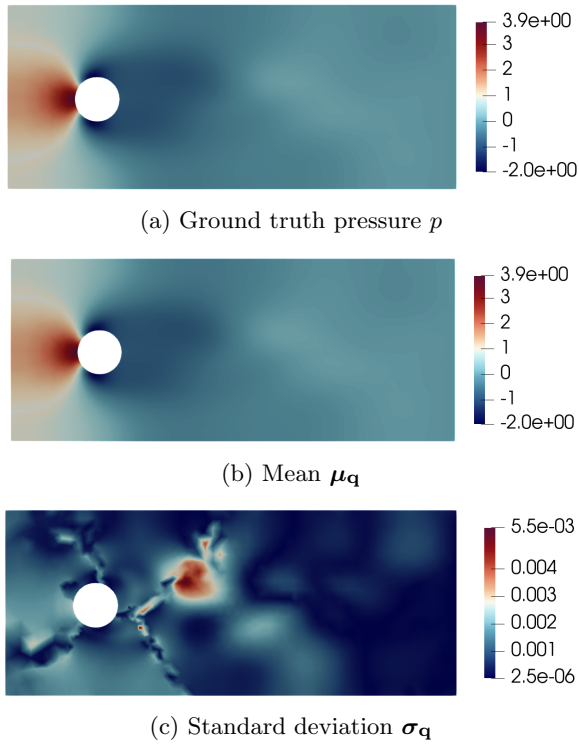 3.9e+00
3
2
1
0
-1
-2.0e+00
(a) Ground truth pressure p
3.9e+00
3
2
1
0
-1
-2.0e+00
(b) Mean μq
5.5e-03
0.004
0.003
0.002
0.001
2.5e-06
(c) Standard deviation σq